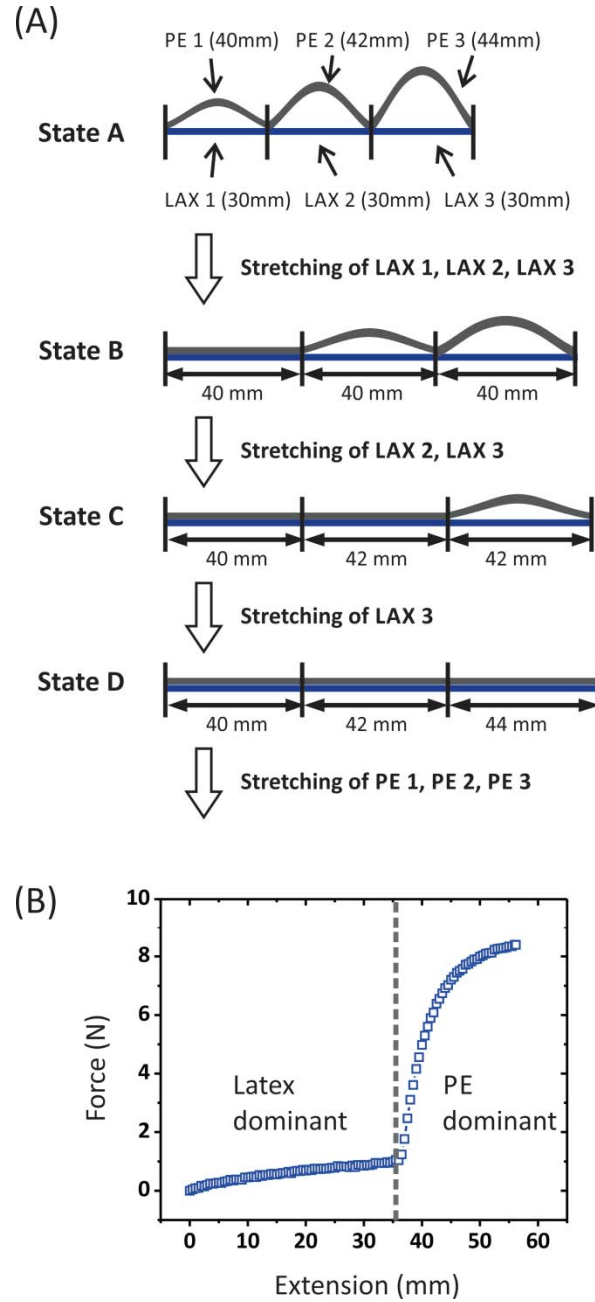 (A)
PE 1 (40mm) PE 2 (42mm) PE 3 (44mm)
State A
LAX 1 (30mm) LAX 2 (30mm) LAX 3 (30mm)
Stretching of LAX 1, LAX 2, LAX 3
State B
40 mm 40 mm 40 mm
Stretching of LAX 2, LAX 3
State C
40 mm 42 mm 42 mm
Stretching of LAX 3
State D
40 mm 42 mm 44 mm
Stretching of PE 1, PE 2, PE 3
(B)
10
8
6
4
2
0
Force (N)
Latex
dominant
PE
dominant
0 10 20 30 40 50 60
Extension (mm)